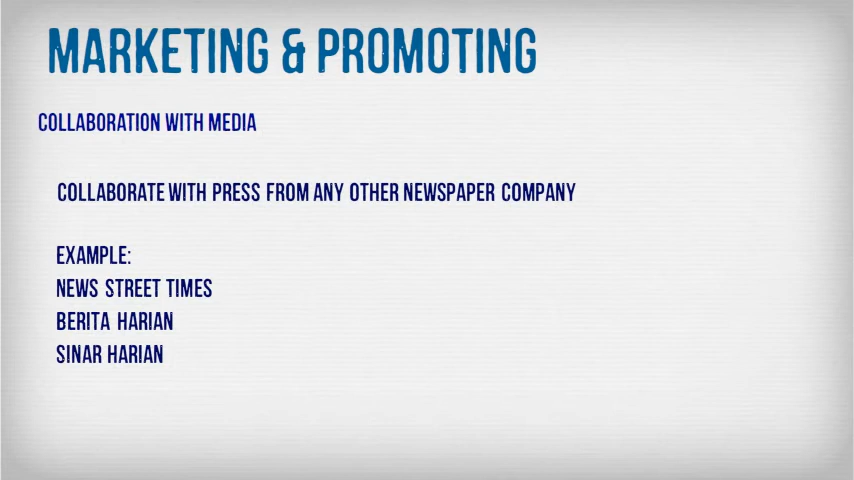 MARKETING & PROMOTING
COLLABORATION WITH MEDIA
COLLABORATE WITH PRESS FROM ANY OTHER NEWSPAPER COMPANY
EXAMPLE:
NEWS STREET TIMES
BERITA HARIAN
SINAR HARIAN